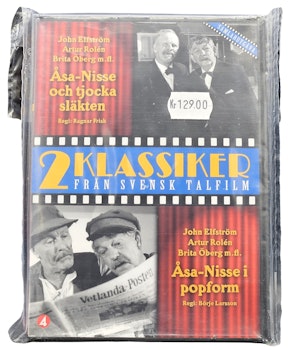 John Elfström
Artur Rolén
Brita Öberg m.fl.
Åsa-Nisse
och tjocka
släkten
Regi: Ragnar Frisk
Kr 129.00
2 KLASSIKER
FRÅN SVENSK TALFILM
John Elfström
Artur Rolén
Brita Öberg m.fl.
Åsa-Nisse i
popform
Regi: Börje Larsson
Vetlanda-Posten
4